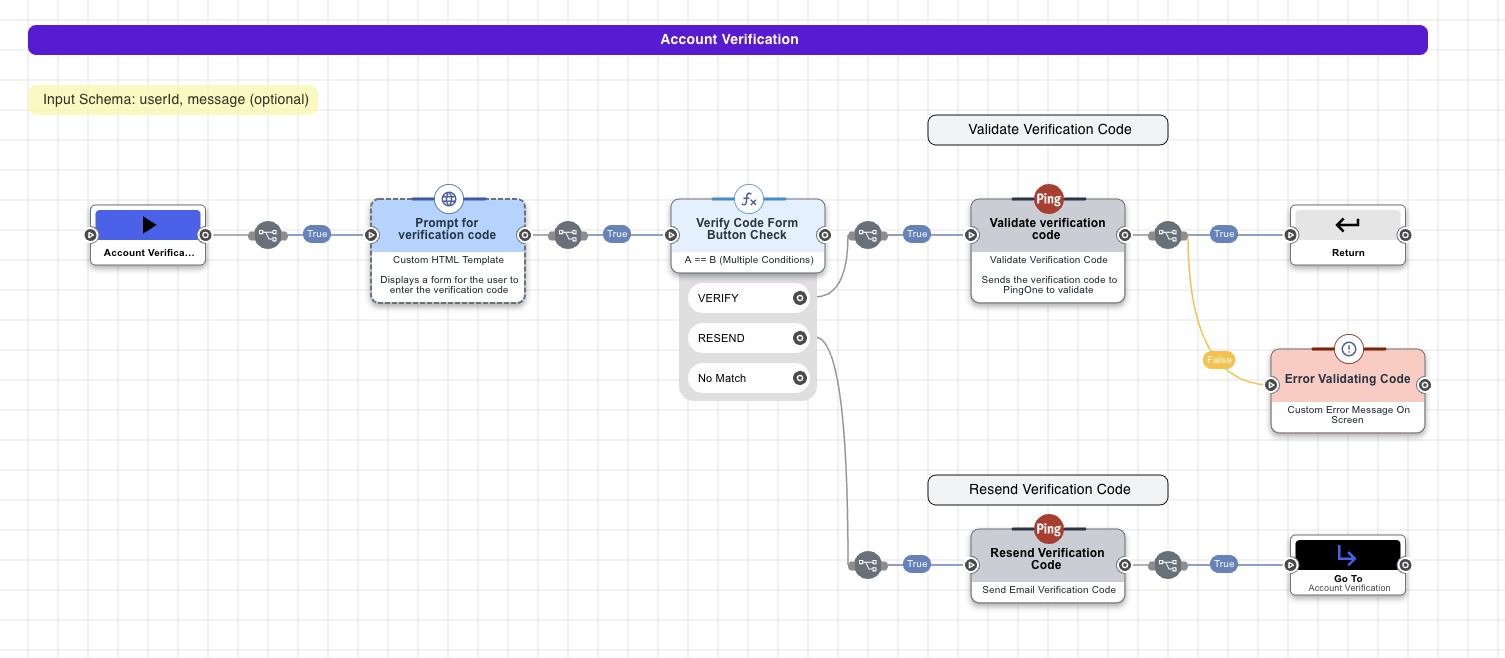 Account Verification
Input Schema: userId, message (optional)
Validate Verification Code
Account Verifica...
True
Prompt for
verification code
Custom HTML Template
Displays a form for the user to
enter the verification code
True
Verify Code Form
Button Check
A == B (Multiple Conditions)
VERIFY
RESEND
No Match
True
Ping
Validate verification
code
Validate Verification Code
Sends the verification code to
PingOne to validate
True
Return
False
Error Validating Code
Custom Error Message On
Screen
Resend Verification Code
True
Ping
Resend Verification
Code
Send Email Verification Code
True
Go To
Account Verification